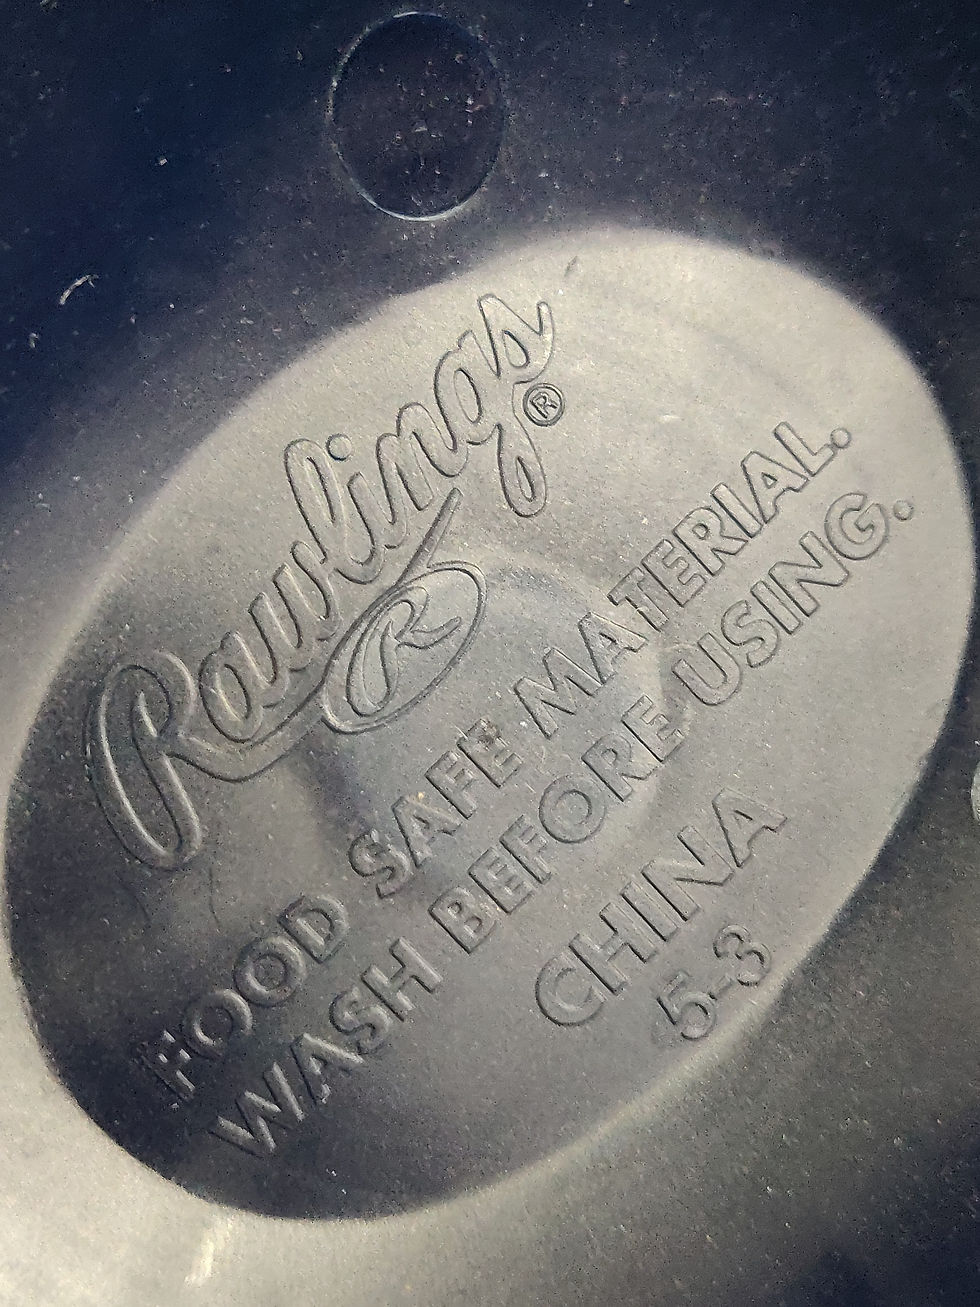 Rawlings®
R
FOOD SAFE MATERIAL.
WASH BEFORE USING.
CHINA
5-3